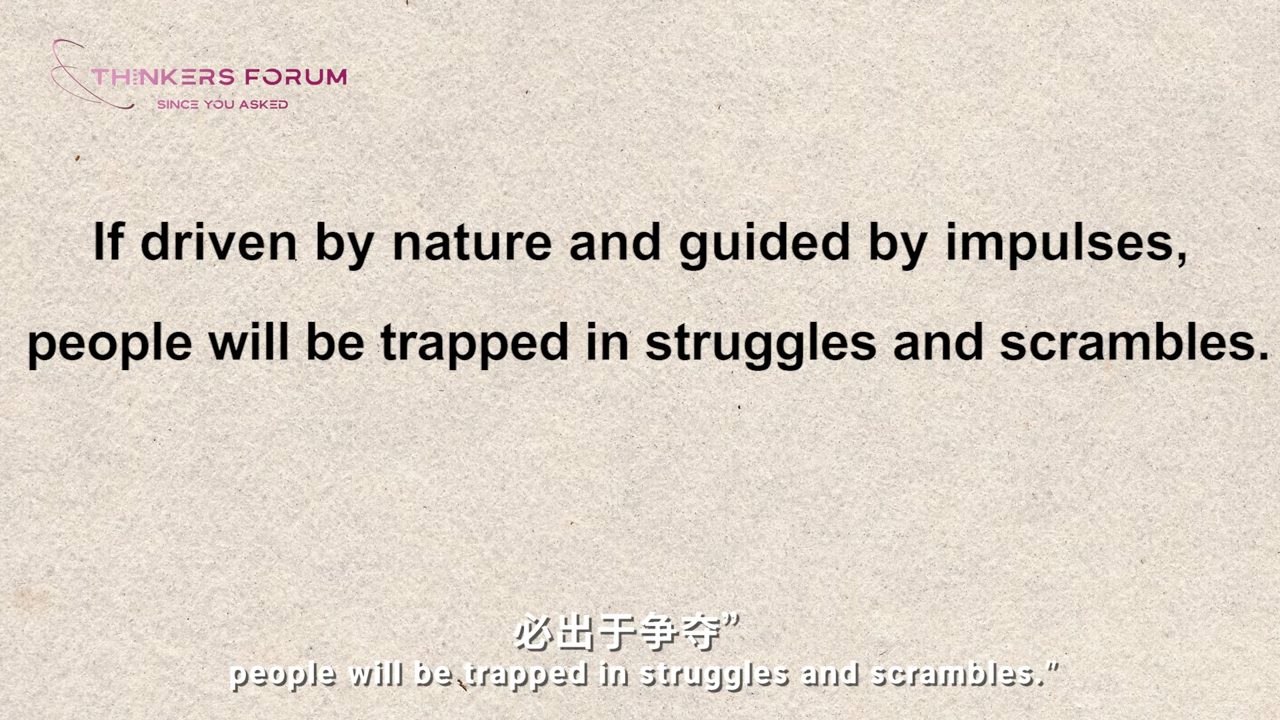 THINKERS FORUM
SINCE YOU ASKED
If driven by nature and guided by impulses,
people will be trapped in struggles and scrambles.
必出于争夺”
people will be trapped in struggles and scrambles.”